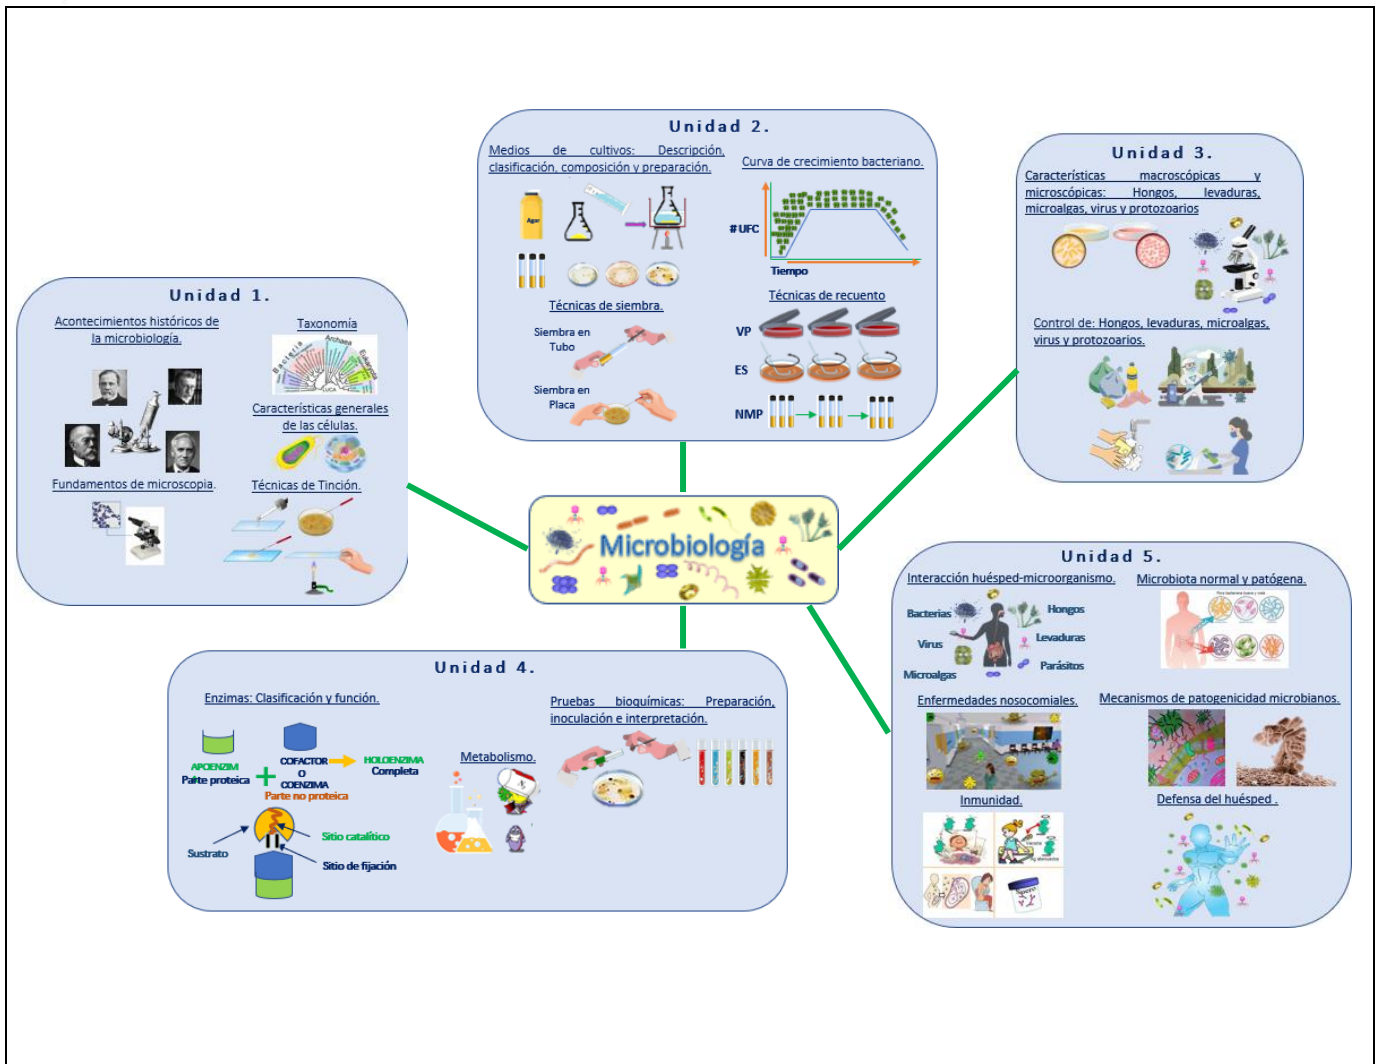 Unidad 1.
Acontecimientos históricos de
la microbiología.
Taxonomía
Bacteria
Archaea
Eukaryota
LUCA
Características generales
de las células.
Fundamentos de microscopia.
Técnicas de Tinción.
Unidad 2.
Medios de cultivos: Descripción,
clasificación, composición y preparación.
Agar
Curva de crecimiento bacteriano.
# UFC
Tiempo
Técnicas de siembra.
Siembra en
Tubo
Siembra en
Placa
Técnicas de recuento
VP
ES
NMP
Unidad 3.
Características macroscópicas y
microscópicas: Hongos, levaduras,
microalgas, virus y protozoarios
Control de: Hongos, levaduras, microalgas,
virus y protozoarios.
Microbiología
Unidad 4.
Enzimas: Clasificación y función.
APOENZIM
Parte proteica
COFACTOR
O
COENZIMA
Parte no proteica
HOLOENZIMA
Completa
Sustrato
Sitio catalítico
Sitio de fijación
Metabolismo.
Pruebas bioquímicas: Preparación,
inoculación e interpretación.
Unidad 5.
Interacción huésped-microorganismo.
Bacterias
Virus
Microalgas
Hongos
Levaduras
Parásitos
Microbiota normal y patógena.
Enfermedades nosocomiales.
Mecanismos de patogenicidad microbianos.
Inmunidad.
Defensa del huésped .